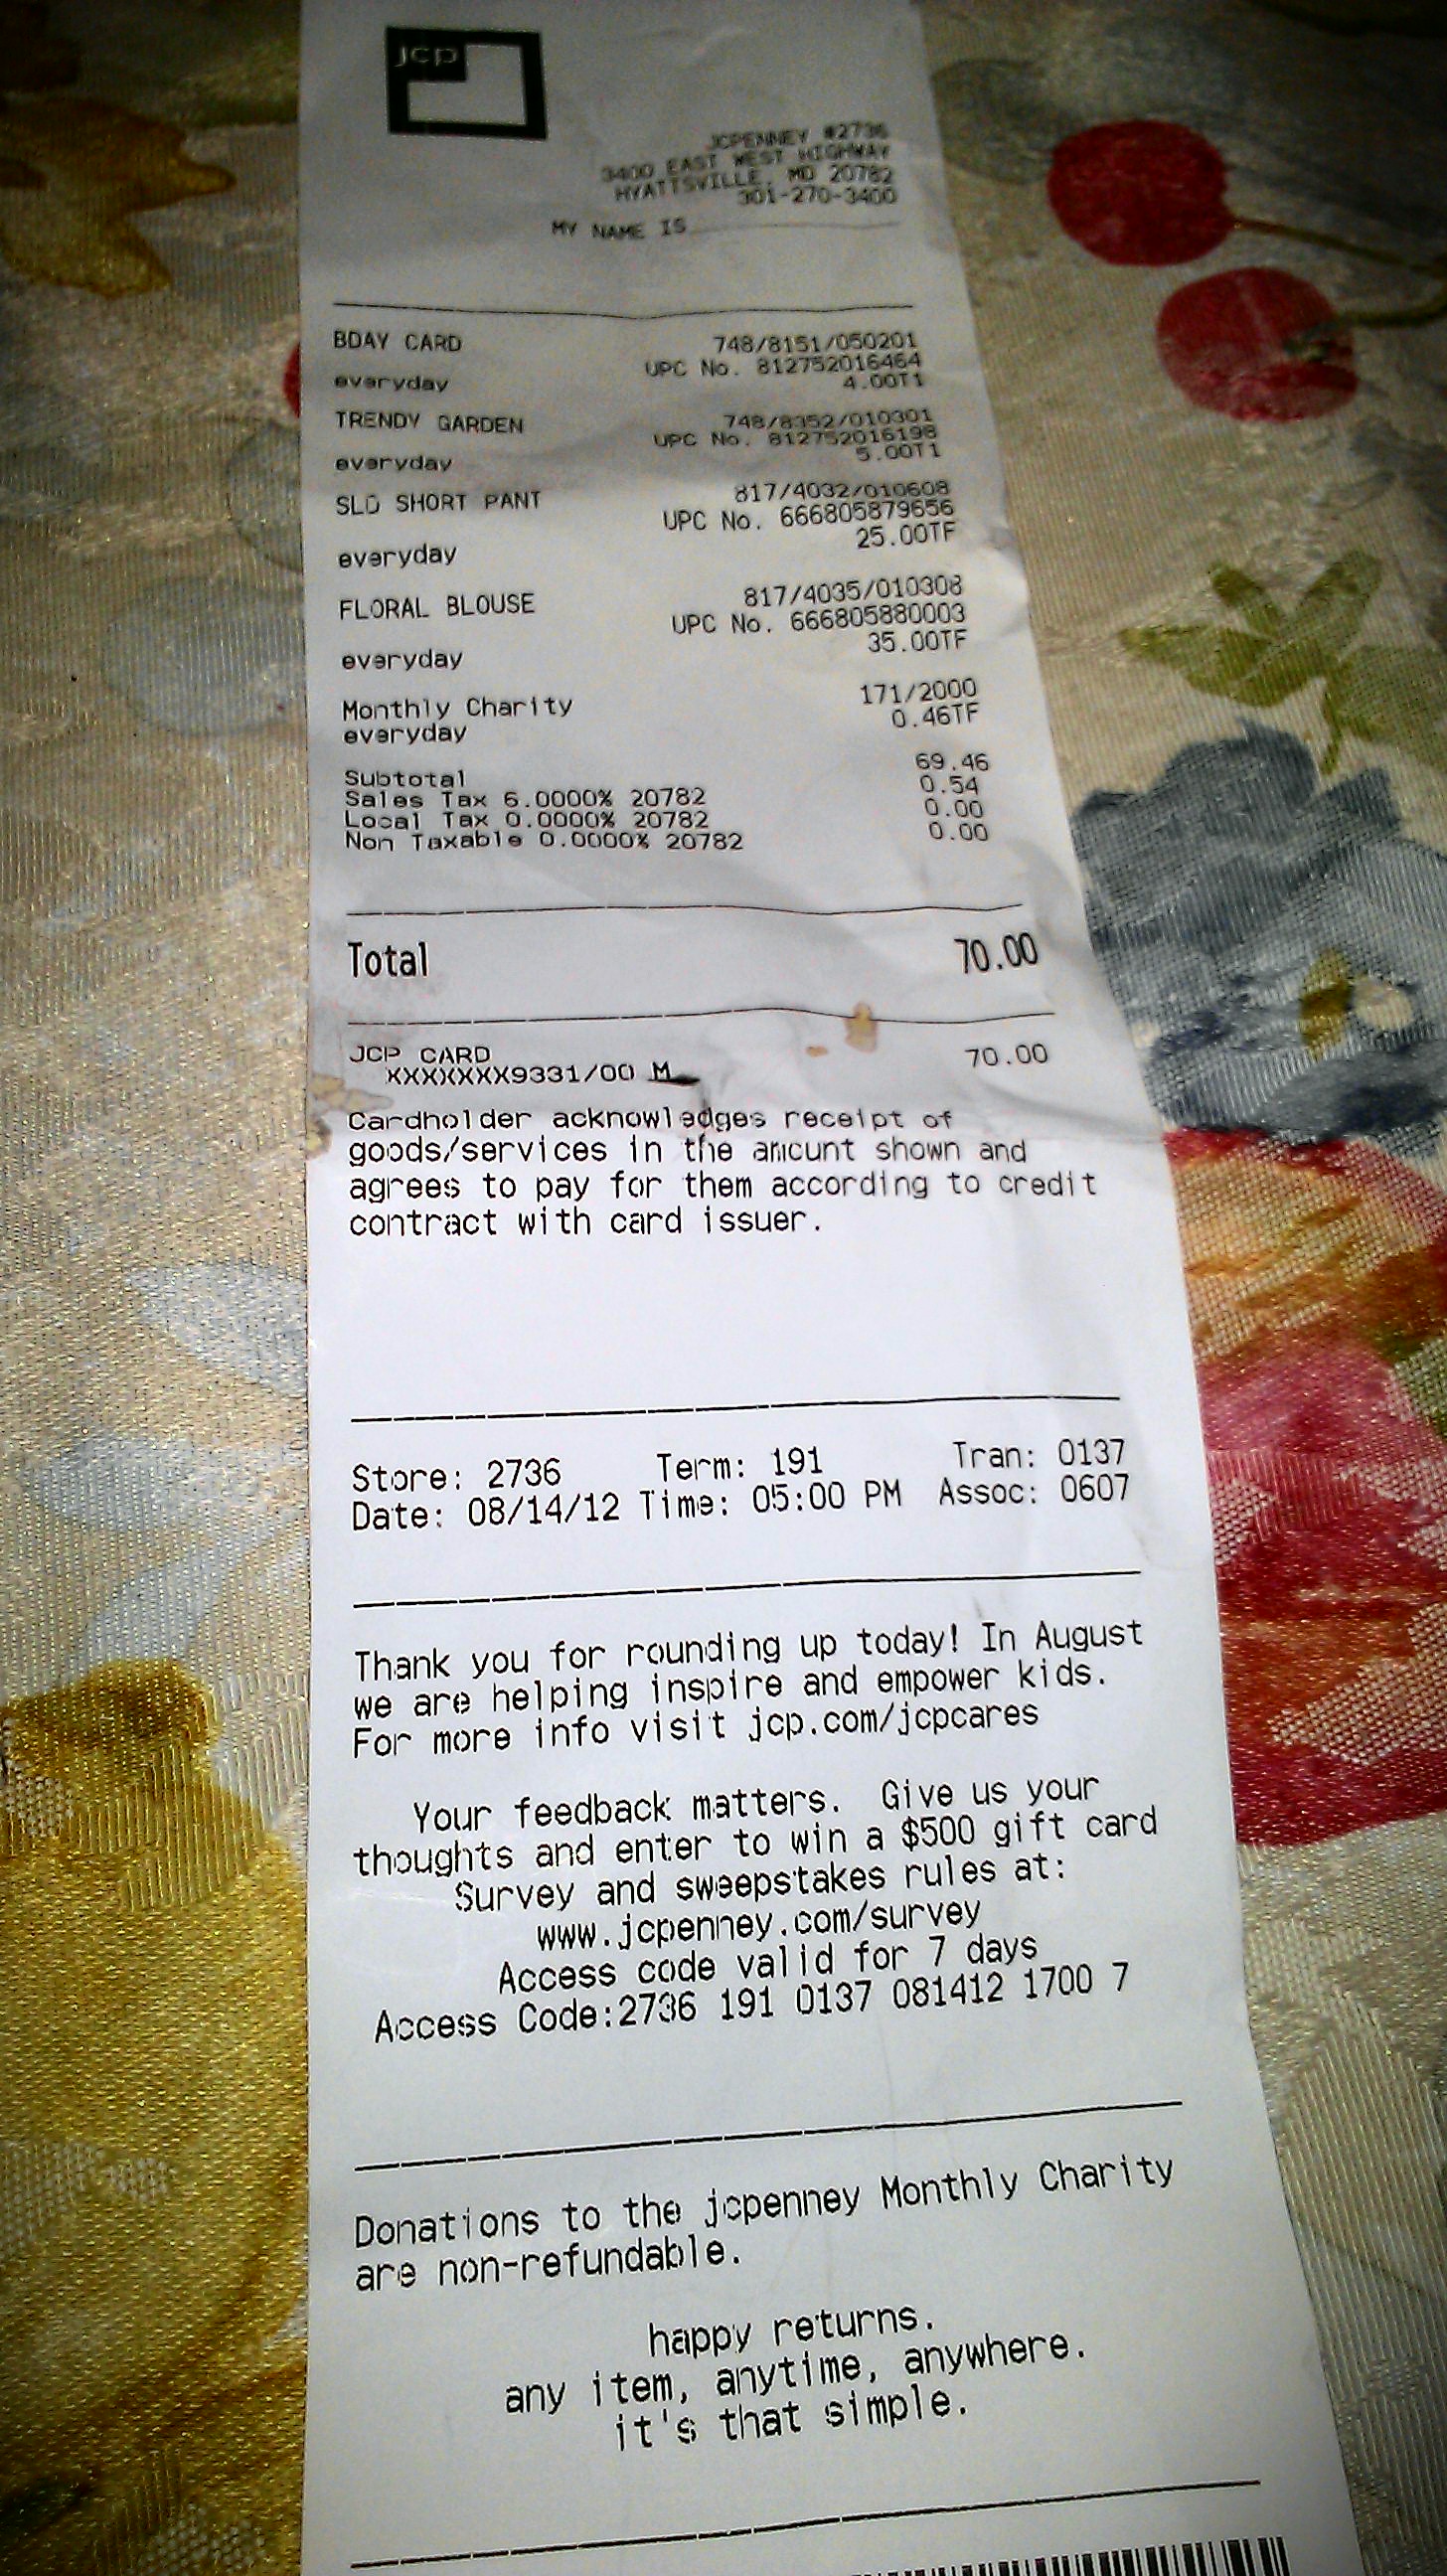 jcp
JCPENNEY #2736
3400 EAST WEST HIGHWAY
HYATTSVILLE, MD 20782
301-270-3400
MY NAME IS
BDAY CARD 748/8151/050201
UPC No. 812752016464
everyday 4.00T1
TRENDY GARDEN 748/8352/010301
UPC No. 812752016198
everyday 5.00T1
SLD SHORT PANT 817/4032/010608
UPC No. 666805879656
everyday 25.00TF
FLORAL BLOUSE 817/4035/010308
UPC No. 666805880003
everyday 35.00TF
Monthly Charity 171/2000
everyday 0.46TF
Subtotal 69.46
Sales Tax 6.0000% 20782 0.54
Local Tax 0.0000% 20782 0.00
Non Taxable 0.0000% 20782 0.00
Total 70.00
JCP CARD 70.00
XXXXXXX9331/00 M
Cardholder acknowledges receipt of
goods/services in the amount shown and
agrees to pay for them according to credit
contract with card issuer.
Store: 2736 Term: 191 Tran: 0137
Date: 08/14/12 Time: 05:00 PM Assoc: 0607
Thank you for rounding up today! In August
we are helping inspire and empower kids.
For more info visit jcp.com/jcpcares
Your feedback matters. Give us your
thoughts and enter to win a $500 gift card
Survey and sweepstakes rules at:
www.jcpenney.com/survey
Access code valid for 7 days
Access Code:2736 191 0137 081412 1700 7
Donations to the jcpenney Monthly Charity
are non-refundable.
happy returns.
any item, anytime, anywhere.
it's that simple.